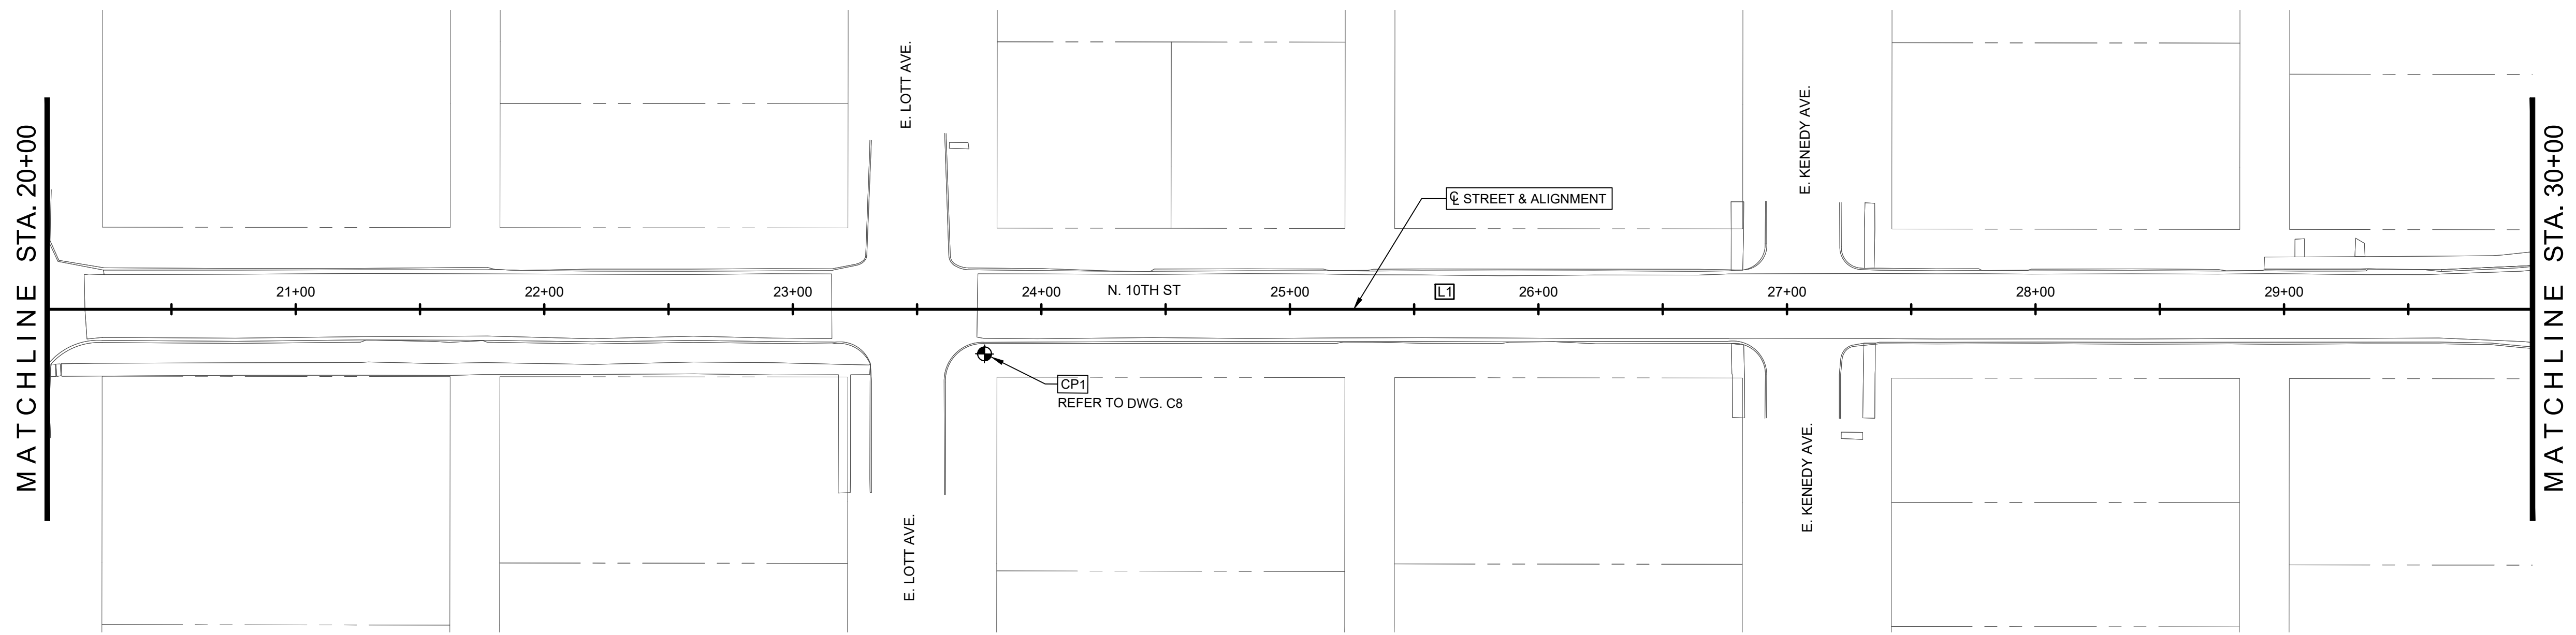 MATCHLINE STA. 20+00
E. LOTT AVE.
E. KENEDY AVE.
℄ STREET & ALIGNMENT
21+00
22+00
23+00
24+00
N. 10TH ST
25+00
L1
26+00
27+00
28+00
29+00
CP1
REFER TO DWG. C8
E. LOTT AVE.
E. KENEDY AVE.
MATCHLINE STA. 30+00